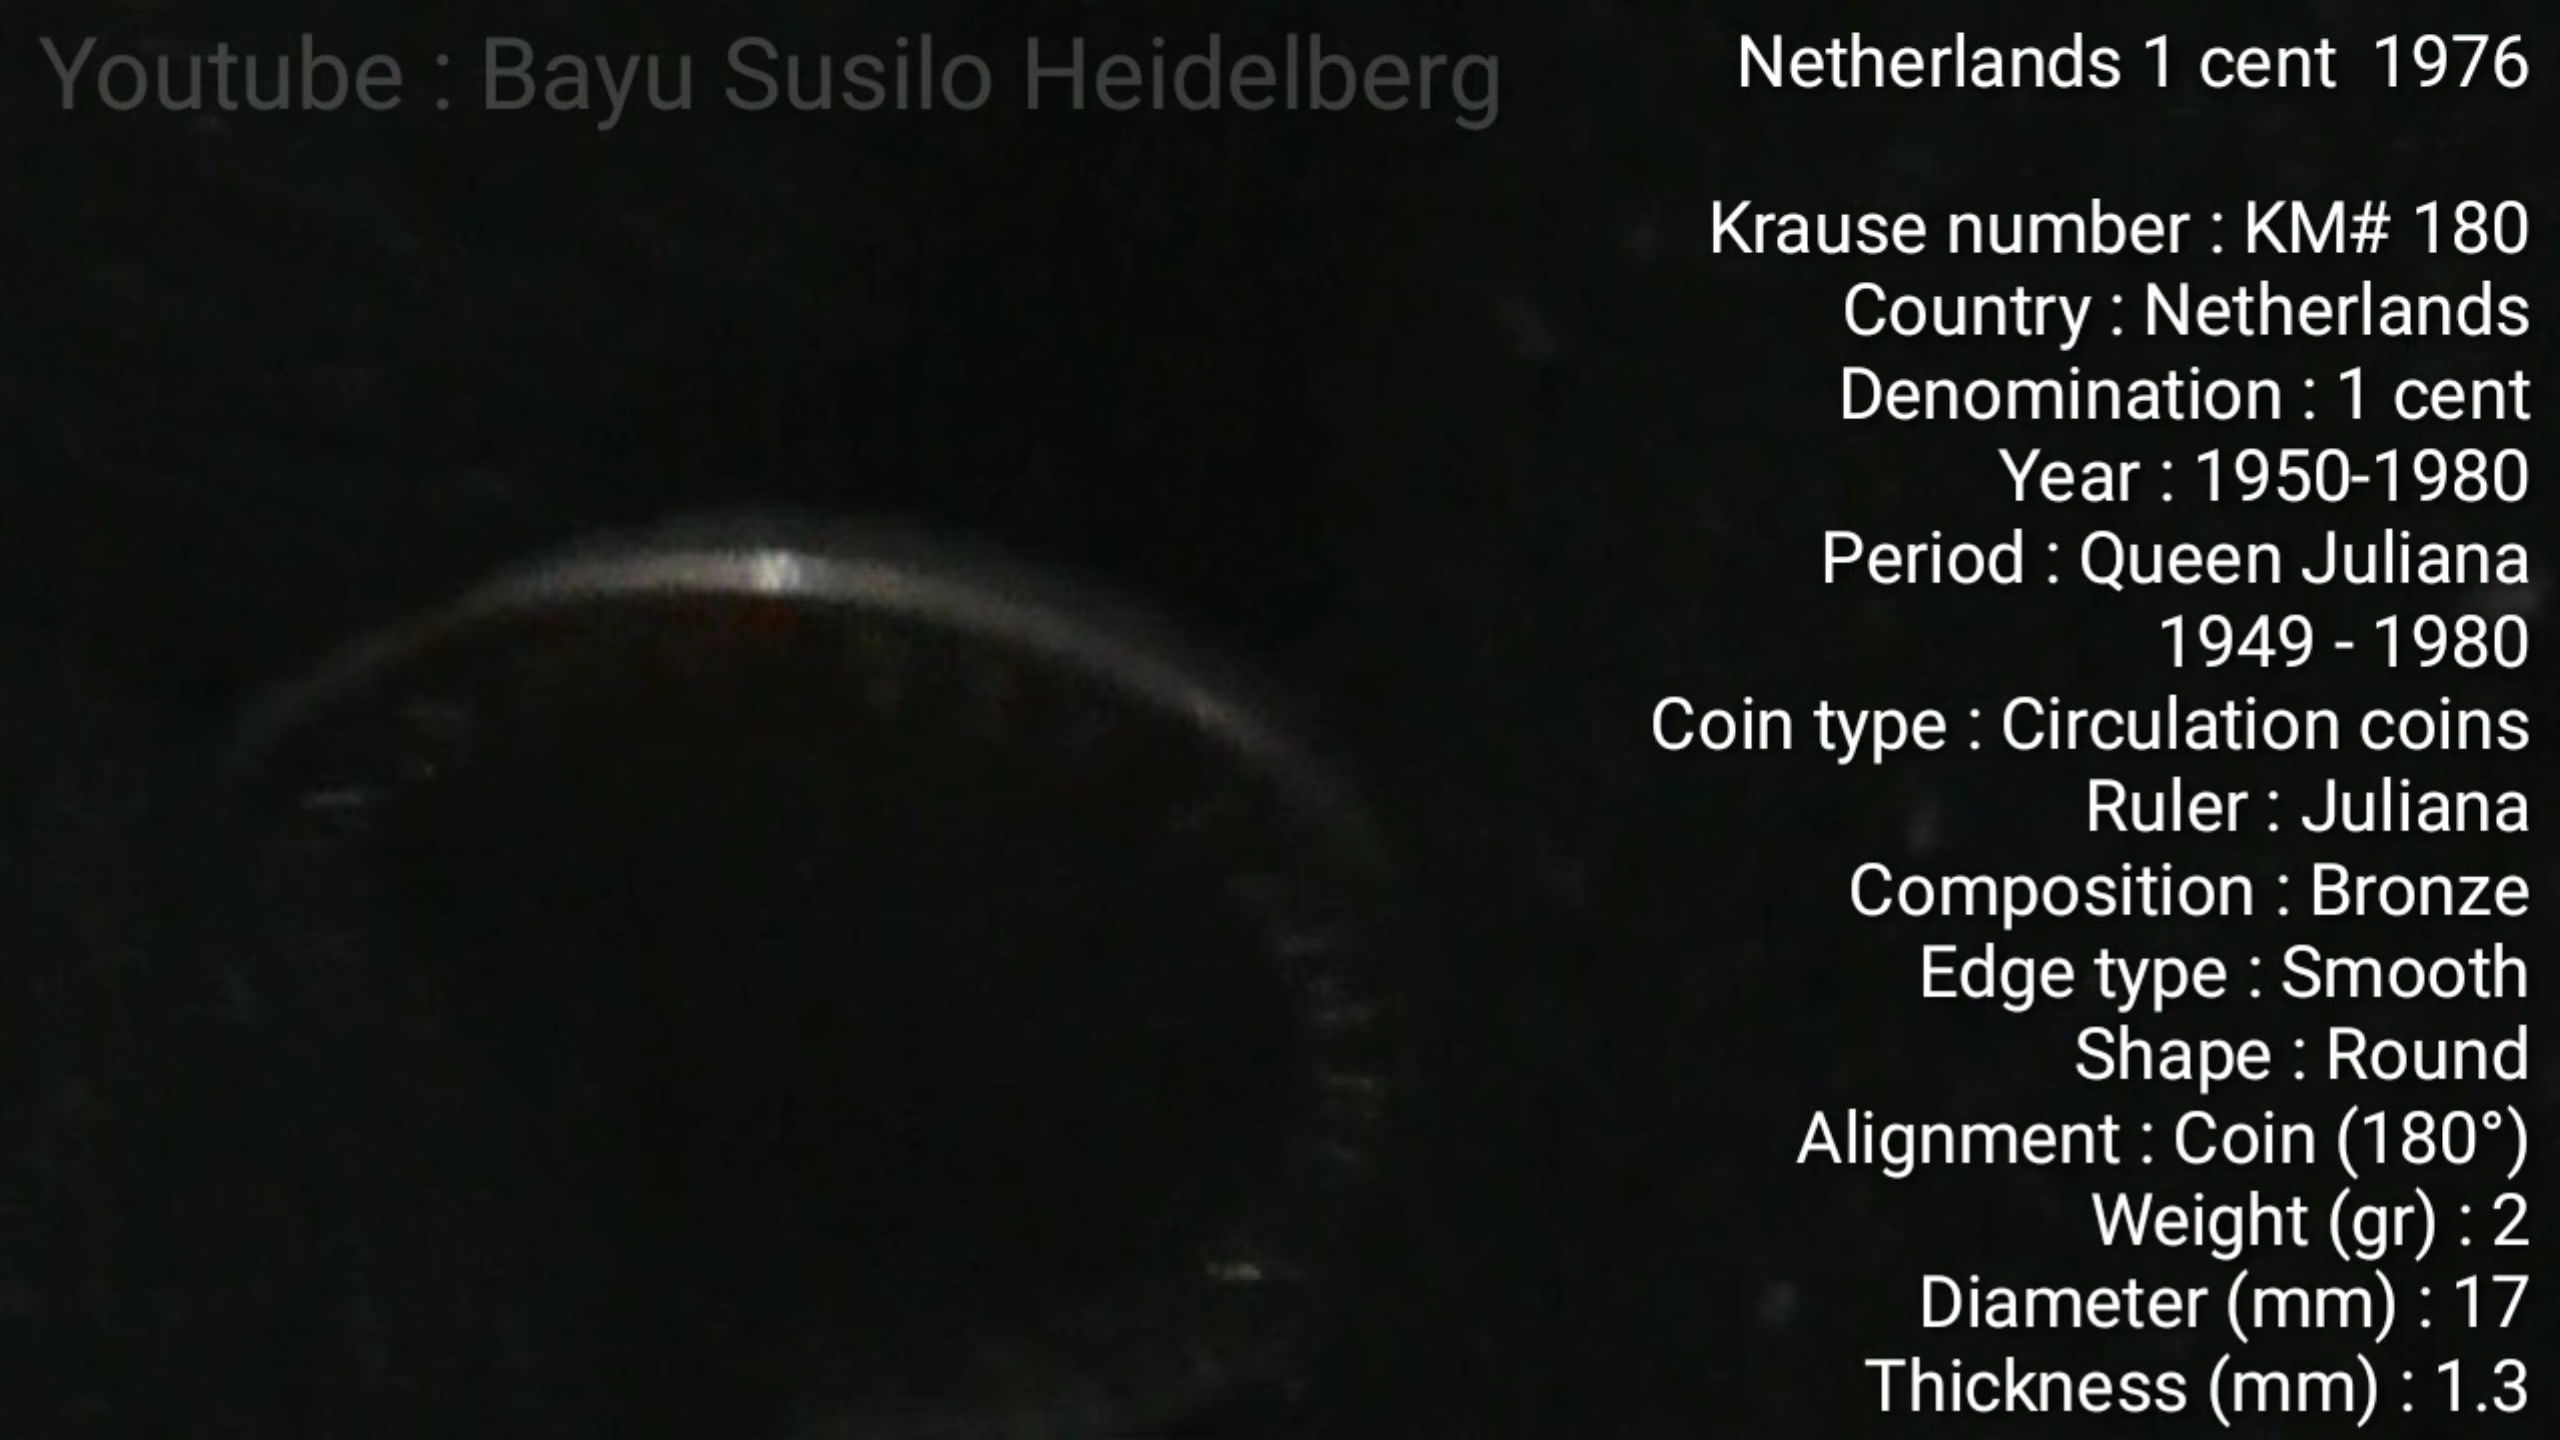 Youtube : Bayu Susilo Heidelberg
Netherlands 1 cent 1976
Krause number : KM# 180
Country : Netherlands
Denomination : 1 cent
Year : 1950-1980
Period : Queen Juliana
1949 - 1980
Coin type : Circulation coins
Ruler : Juliana
Composition : Bronze
Edge type : Smooth
Shape : Round
Alignment : Coin (180°)
Weight (gr) : 2
Diameter (mm) : 17
Thickness (mm) : 1.3